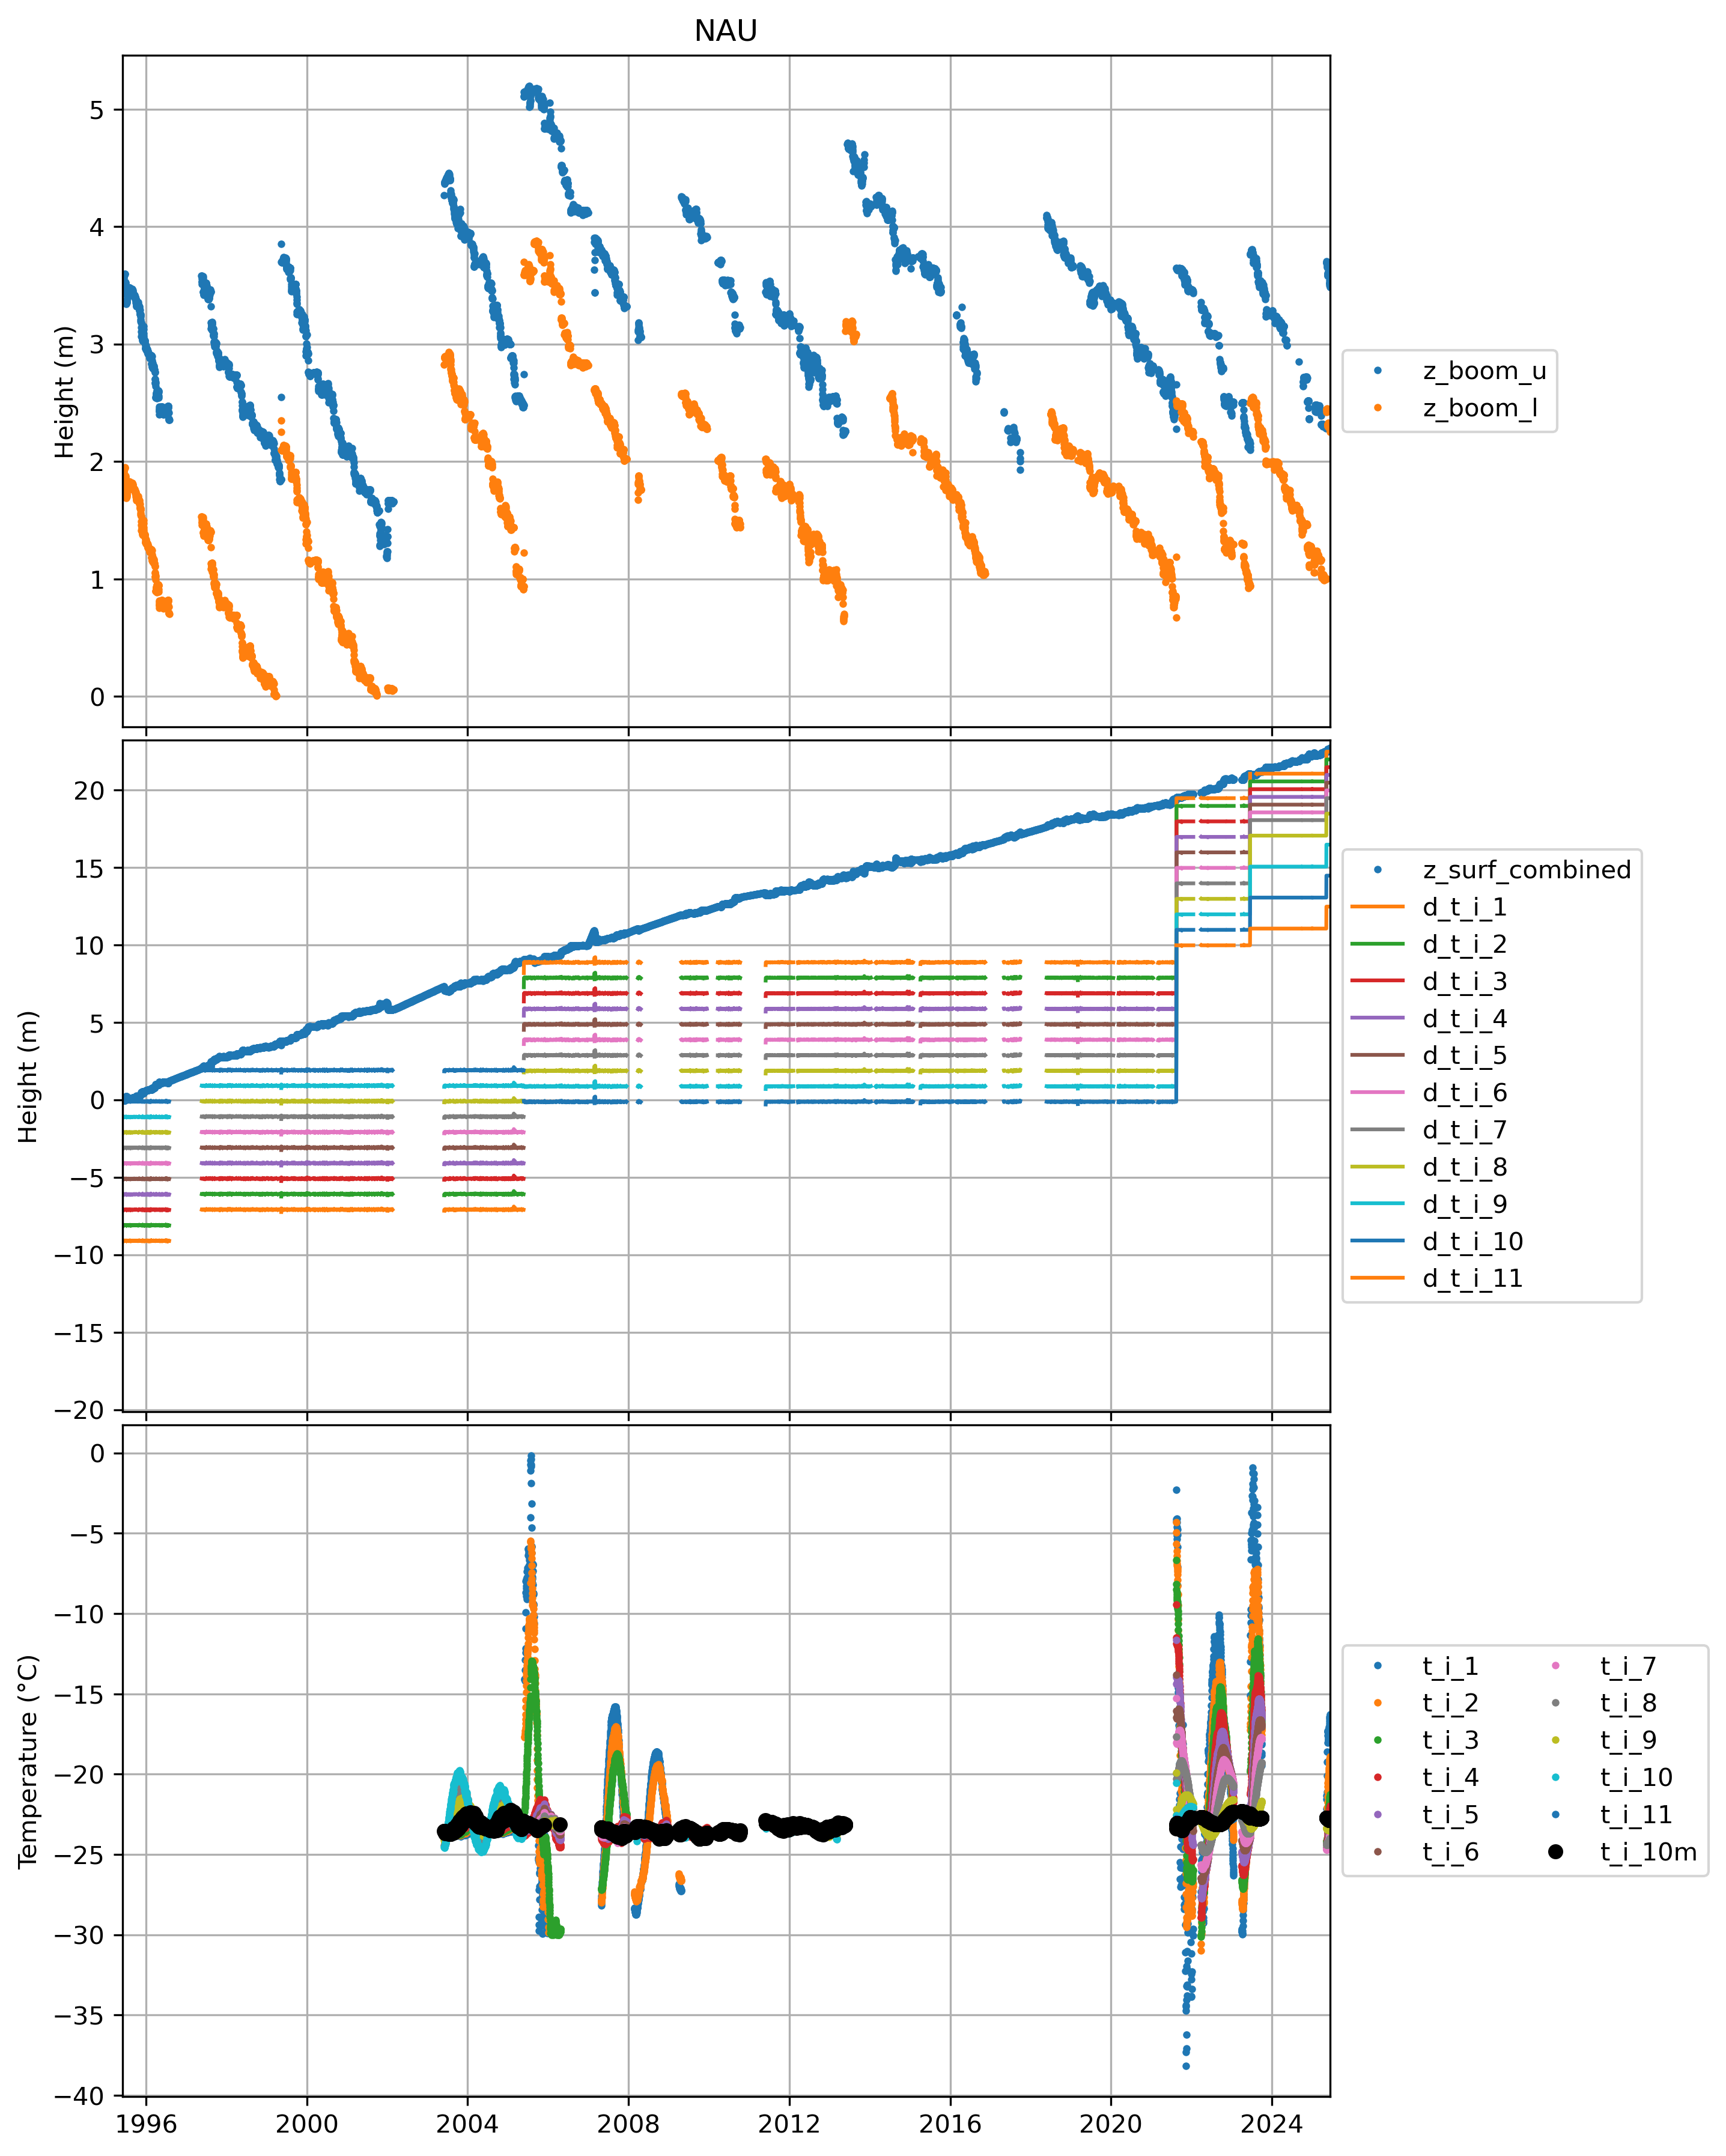 NAU
5
4
3
2
1
0
Height (m)
z_boom_u
z_boom_l
20
15
10
5
0
−5
−10
−15
−20
Height (m)
z_surf_combined
d_t_i_1
d_t_i_2
d_t_i_3
d_t_i_4
d_t_i_5
d_t_i_6
d_t_i_7
d_t_i_8
d_t_i_9
d_t_i_10
d_t_i_11
0
−5
−10
−15
−20
−25
−30
−35
−40
Temperature (°C)
t_i_1
t_i_2
t_i_3
t_i_4
t_i_5
t_i_6
t_i_7
t_i_8
t_i_9
t_i_10
t_i_11
t_i_10m
1996 2000 2004 2008 2012 2016 2020 2024